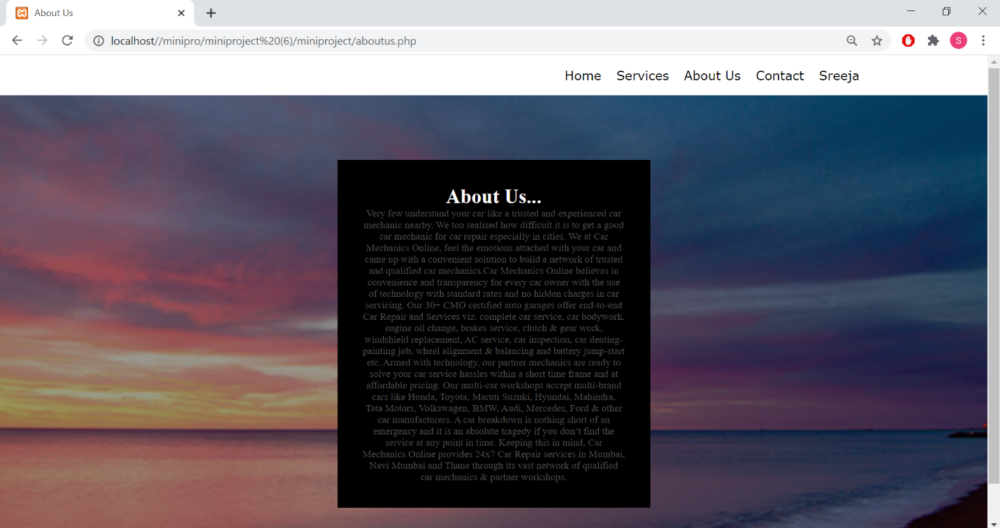 About Us
localhost//minipro/miniproject%20(6)/miniproject/aboutus.php
S
Home Services About Us Contact Sreeja
About Us...
Very few understand your car like a trusted and experienced car
mechanic nearby. We too realised how difficult it is to get a good
car mechanic for car repair especially in cities. We at Car
Mechanics Online, feel the emotions attached with your car and
came up with a convenient solution to build a network of trusted
and qualified car mechanics.Car Mechanics Online believes in
convenience and transparency for every car owner with the use
of technology with standard rates and no hidden charges in car
servicing. Our 30+ CMO certified auto garages offer end-to-end
Car Repair and Services viz. complete car service, car bodywork,
engine oil change, brakes service, clutch & gear work,
windshield replacement, AC service, car inspection, car denting-
painting job, wheel alignment & balancing and battery jump-start
etc. Armed with technology, our partner mechanics are ready to
solve your car service hassles within a short time frame and at
affordable pricing. Our multi-car workshops accept multi-brand
cars like Honda, Toyota, Maruti Suzuki, Hyundai, Mahindra,
Tata Motors, Volkswagen, BMW, Audi, Mercedes, Ford & other
car manufacturers. A car breakdown is nothing short of an
emergency and it is an absolute tragedy if you don’t find the
service at any point in time. Keeping this in mind, Car
Mechanics Online provides 24x7 Car Repair services in Mumbai,
Navi Mumbai and Thane through its vast network of qualified
car mechanics & partner workshops.